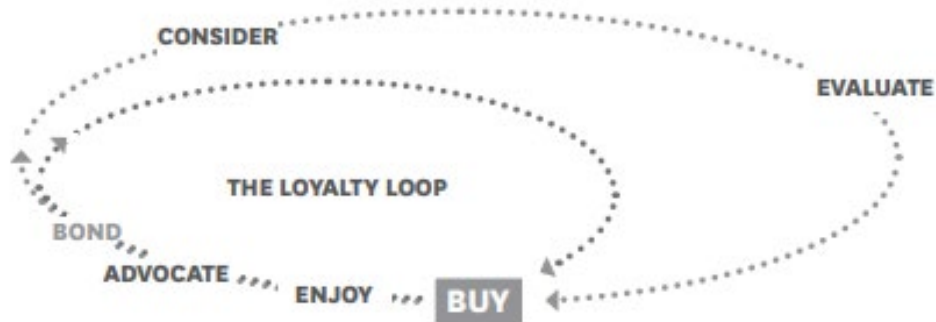 CONSIDER
EVALUATE
THE LOYALTY LOOP
BOND
ADVOCATE
ENJOY
BUY